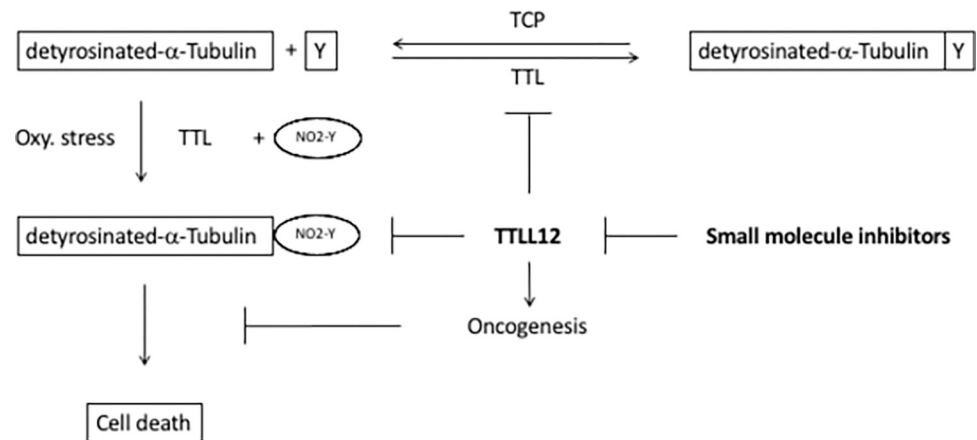 TCP
detyrosinated-α-Tubulin + Y
detyrosinated-α-Tubulin Y
TTL
Oxy. stress TTL + NO2-Y
detyrosinated-α-Tubulin NO2-Y
TTLL12
Small molecule inhibitors
Oncogenesis
Cell death